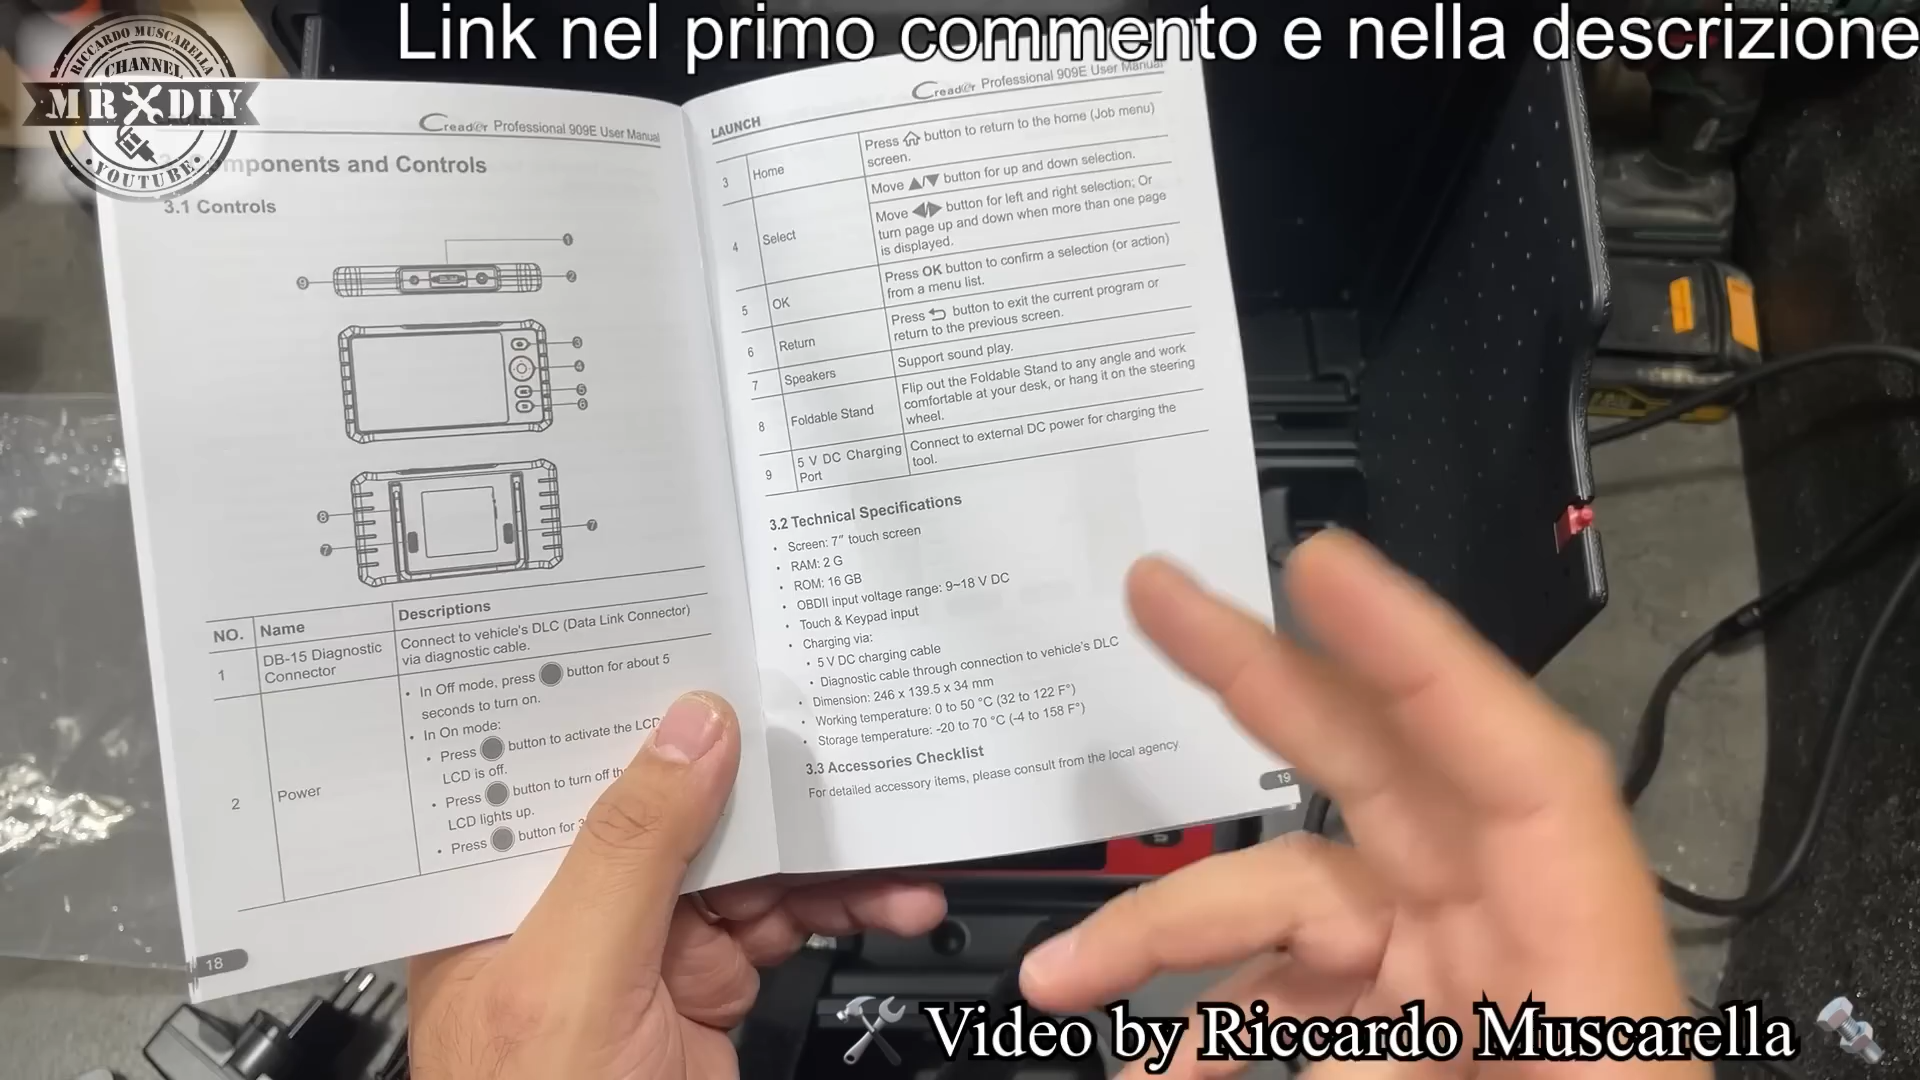 Link nel primo commento e nella descrizione
RICCARDO MUSCARELLA
CHANNEL
MR DIY
YOUTUBE
Creader Professional 909E User Manual
mponents and Controls
3.1 Controls
1
9
2
3
4
5
6
8
7
7
NO. Name Descriptions
1 DB-15 Diagnostic Connector Connect to vehicle's DLC (Data Link Connector)
via diagnostic cable.
2 Power
• In Off mode, press button for about 5
seconds to turn on.
• In On mode:
• Press button to activate the LCD
LCD is off.
• Press button to turn off
LCD lights up.
• Press button for
18
LAUNCH
Creader Professional 909E User Manual
3 Home Press button to return to the home (Job menu)
screen.
4 Select Move ▲/▼ button for up and down selection.
Move ◀/▶ button for left and right selection; Or
turn page up and down when more than one page
is displayed.
5 OK Press OK button to confirm a selection (or action)
from a menu list.
6 Return Press button to exit the current program or
return to the previous screen.
7 Speakers Support sound play.
8 Foldable Stand Flip out the Foldable Stand to any angle and work
comfortable at your desk, or hang it on the steering
wheel.
9 5 V DC Charging Port Connect to external DC power for charging the
tool.
3.2 Technical Specifications
• Screen: 7" touch screen
• RAM: 2 G
• ROM: 16 GB
• OBDII input voltage range: 9~18 V DC
• Touch & Keypad input
• Charging via:
• 5 V DC charging cable
• Diagnostic cable through connection to vehicle's DLC
• Dimension: 246 x 139.5 x 34 mm
• Working temperature: 0 to 50 °C (32 to 122 F°)
• Storage temperature: -20 to 70 °C (-4 to 158 F°)
3.3 Accessories Checklist
For detailed accessory items, please consult from the local agency
19
Video by Riccardo Muscarella